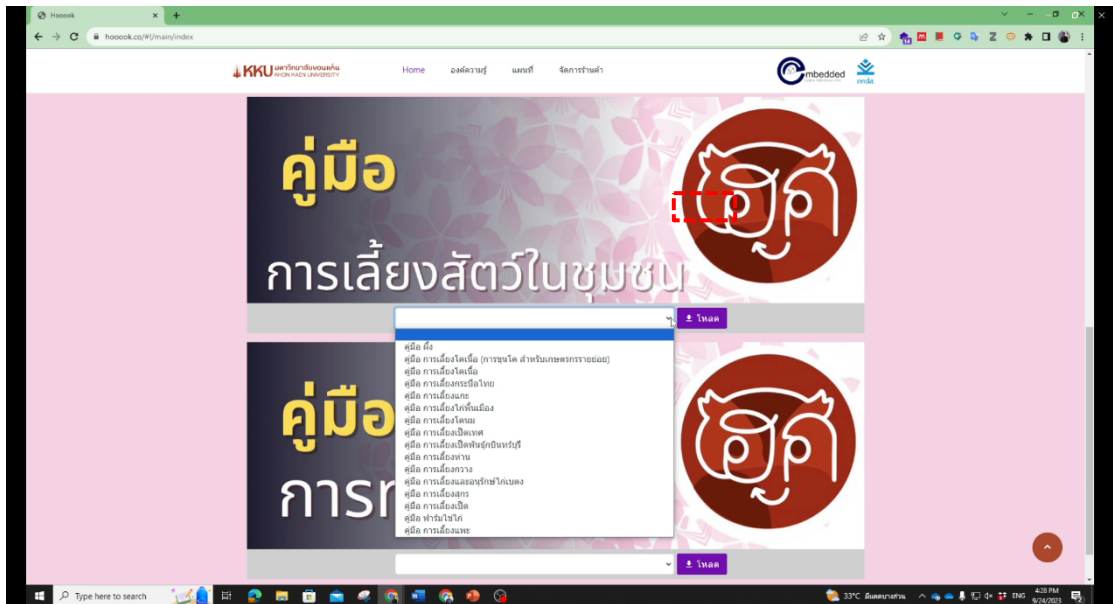 Hooook
hooook.co/#!/main/index
KKU มหาวิทยาลัยขอนแก่น
KHON KAEN UNIVERSITY
Home องค์ความรู้ แผนที่ จัดการร้านค้า
embedded
กทปส.
คู่มือ
การเลี้ยงสัตว์ในชุมชน
ฮูก
โหลด
คู่มือ ผึ้ง
คู่มือ การเลี้ยงโคเนื้อ (การขุนโค สำหรับเกษตรกรรายย่อย)
คู่มือ การเลี้ยงโคเนื้อ
คู่มือ การเลี้ยงกระบือไทย
คู่มือ การเลี้ยงแกะ
คู่มือ การเลี้ยงไก่พื้นเมือง
คู่มือ การเลี้ยงโคนม
คู่มือ การเลี้ยงเป็ดเทศ
คู่มือ การเลี้ยงเป็ดพันธุ์กบินทร์บุรี
คู่มือ การเลี้ยงห่าน
คู่มือ การเลี้ยงกวาง
คู่มือ การเลี้ยงและอนุรักษ์ไก่เบตง
คู่มือ การเลี้ยงสุกร
คู่มือ การเลี้ยงเป็ด
คู่มือ ฟาร์มไข่ไก่
คู่มือ การเลี้ยงแพะ
คู่มือ
การท
ฮูก
โหลด
Type here to search
33°C มีแดดบางส่วน
ENG
4:28 PM
9/24/2023